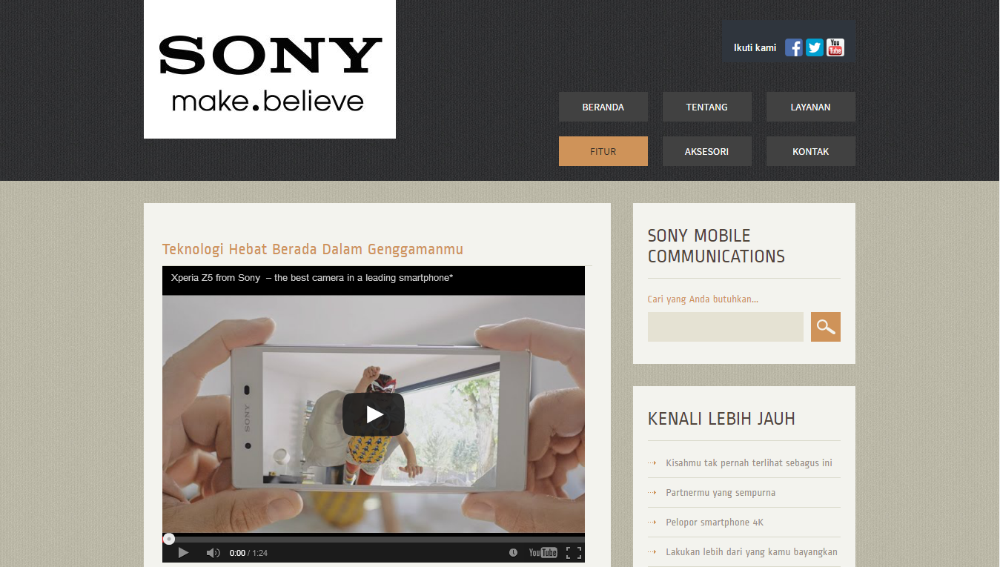 SONY
make.believe
Ikuti kami
You
Tube
BERANDA
TENTANG
LAYANAN
FITUR
AKSESORI
KONTAK
Teknologi Hebat Berada Dalam Genggamanmu
Xperia Z5 from Sony – the best camera in a leading smartphone*
SONY
0:00 / 1:24
YouTube
SONY MOBILE
COMMUNICATIONS
Cari yang Anda butuhkan...
KENALI LEBIH JAUH
Kisahmu tak pernah terlihat sebagus ini
Partnermu yang sempurna
Pelopor smartphone 4K
Lakukan lebih dari yang kamu bayangkan